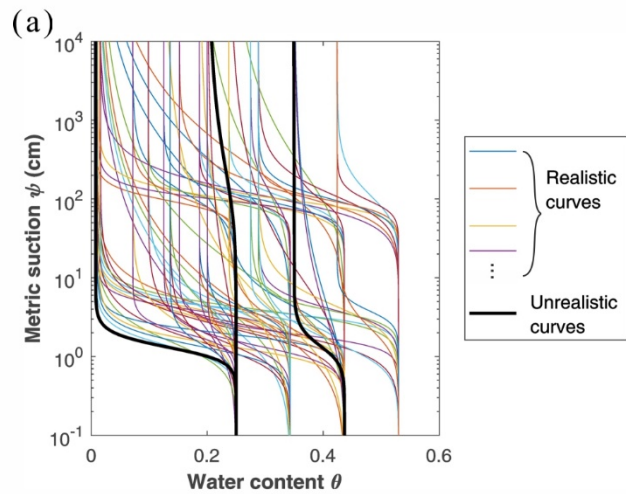 (a)
10^4
10^3
10^2
10^1
10^0
10^-1
Metric suction ψ (cm)
0
0.2
0.4
0.6
Water content θ
Realistic
curves
⋮
Unrealistic
curves